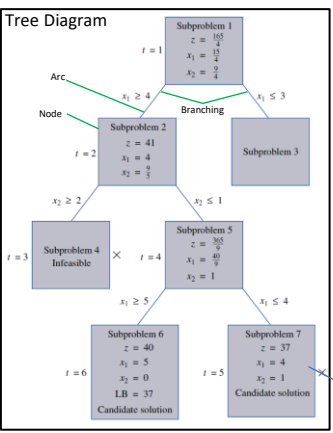 Tree Diagram
Subproblem 1
z = 165/4
t = 1
x₁ = 15/4
x₂ = 9/4
Arc
x₁ ≥ 4
x₁ ≤ 3
Branching
Node
Subproblem 2
z = 41
t = 2
x₁ = 4
x₂ = 9/5
Subproblem 3
x₂ ≥ 2
x₂ ≤ 1
Subproblem 4
Infeasible
t = 3
×
Subproblem 5
z = 365/9
t = 4
x₁ = 40/9
x₂ = 1
x₁ ≥ 5
x₁ ≤ 4
Subproblem 6
z = 40
x₁ = 5
t = 6
x₂ = 0
LB = 37
Candidate solution
Subproblem 7
z = 37
x₁ = 4
t = 5
x₂ = 1
Candidate solution
×